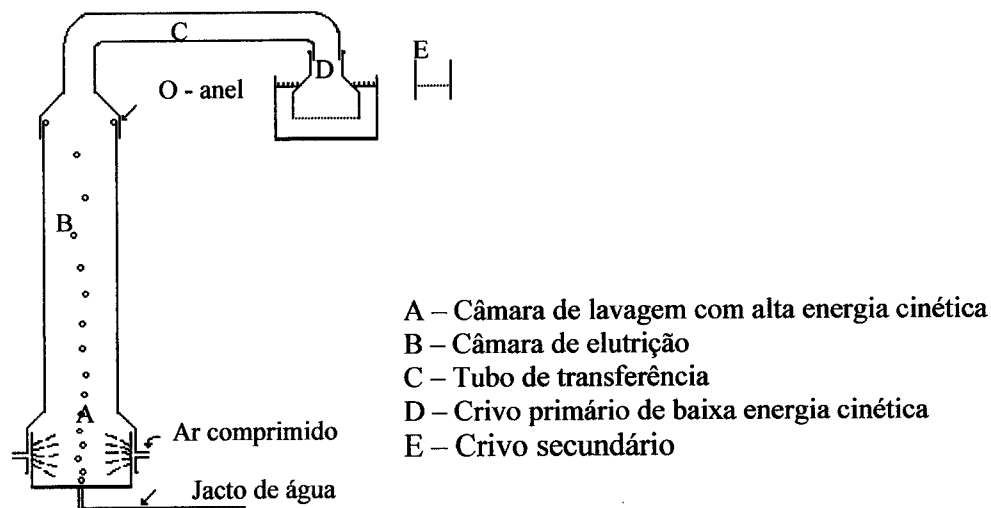 C
E
D
O - anel
B
A – Câmara de lavagem com alta energia cinética
B – Câmara de elutrição
C – Tubo de transferência
D – Crivo primário de baixa energia cinética
E – Crivo secundário
A
Ar comprimido
Jacto de água